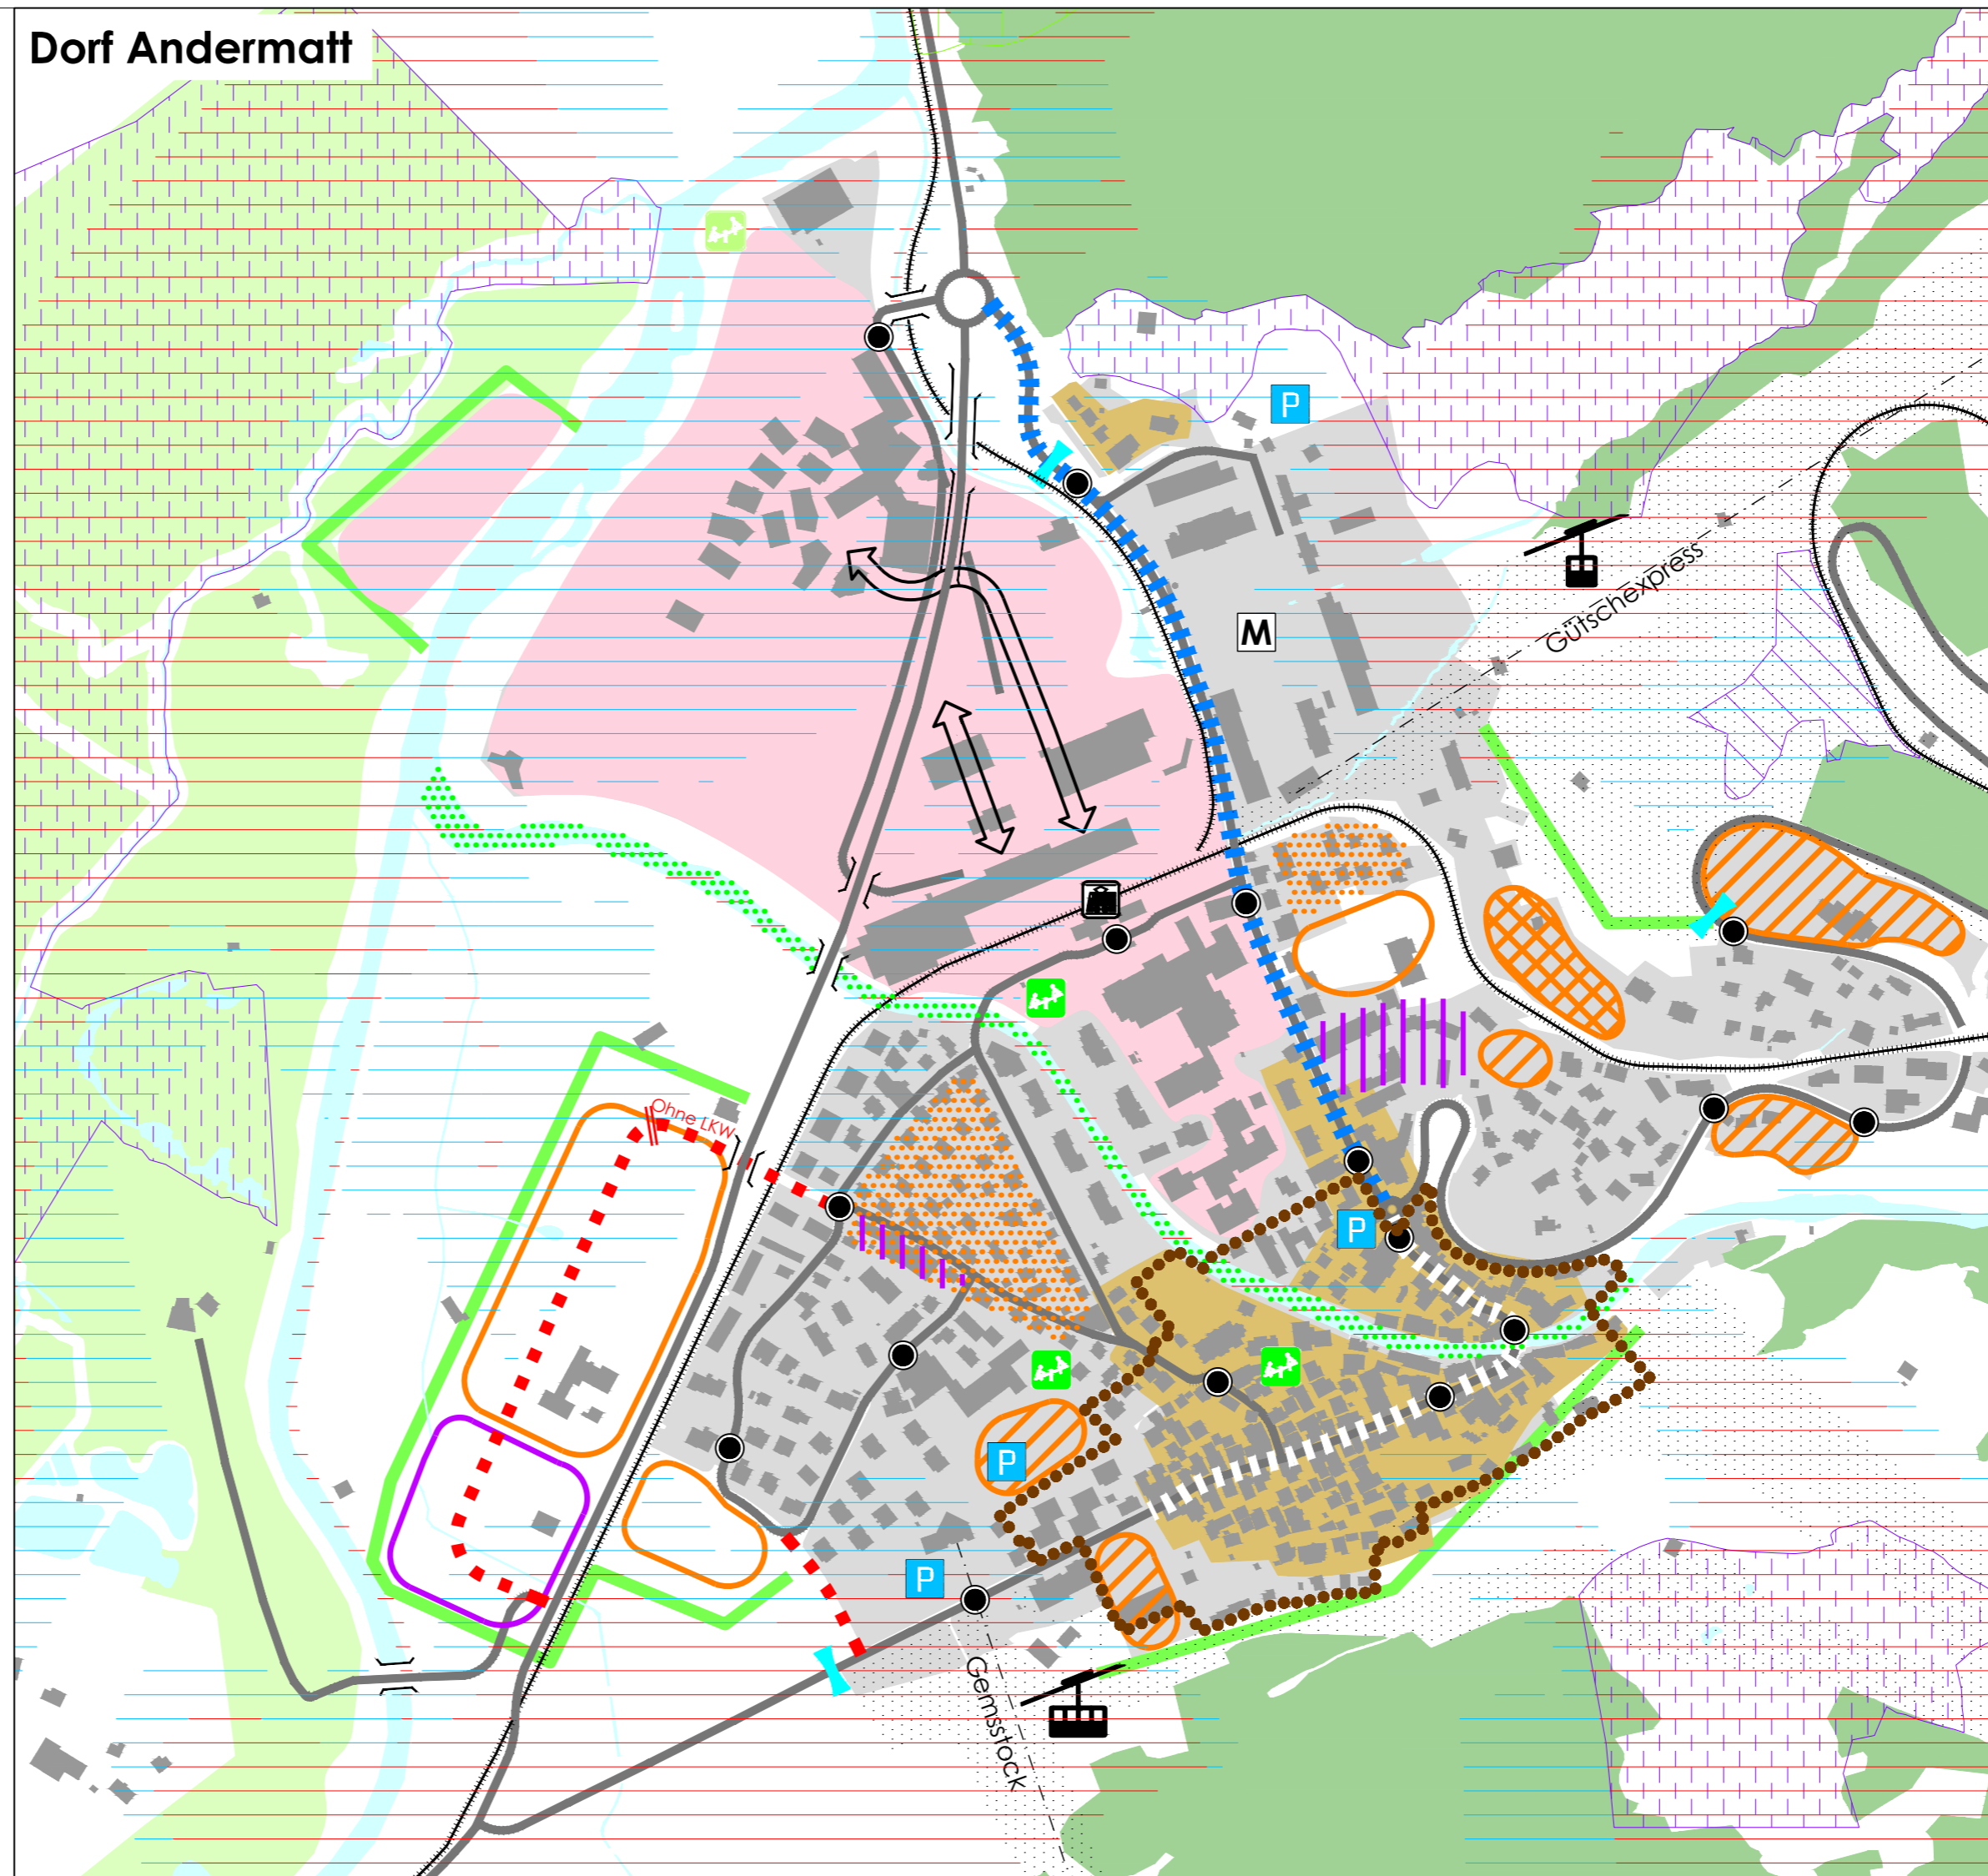 Dorf Andermatt
P
Gütschexpress
M
Ohne LKW
P
P
P
Gemsstock